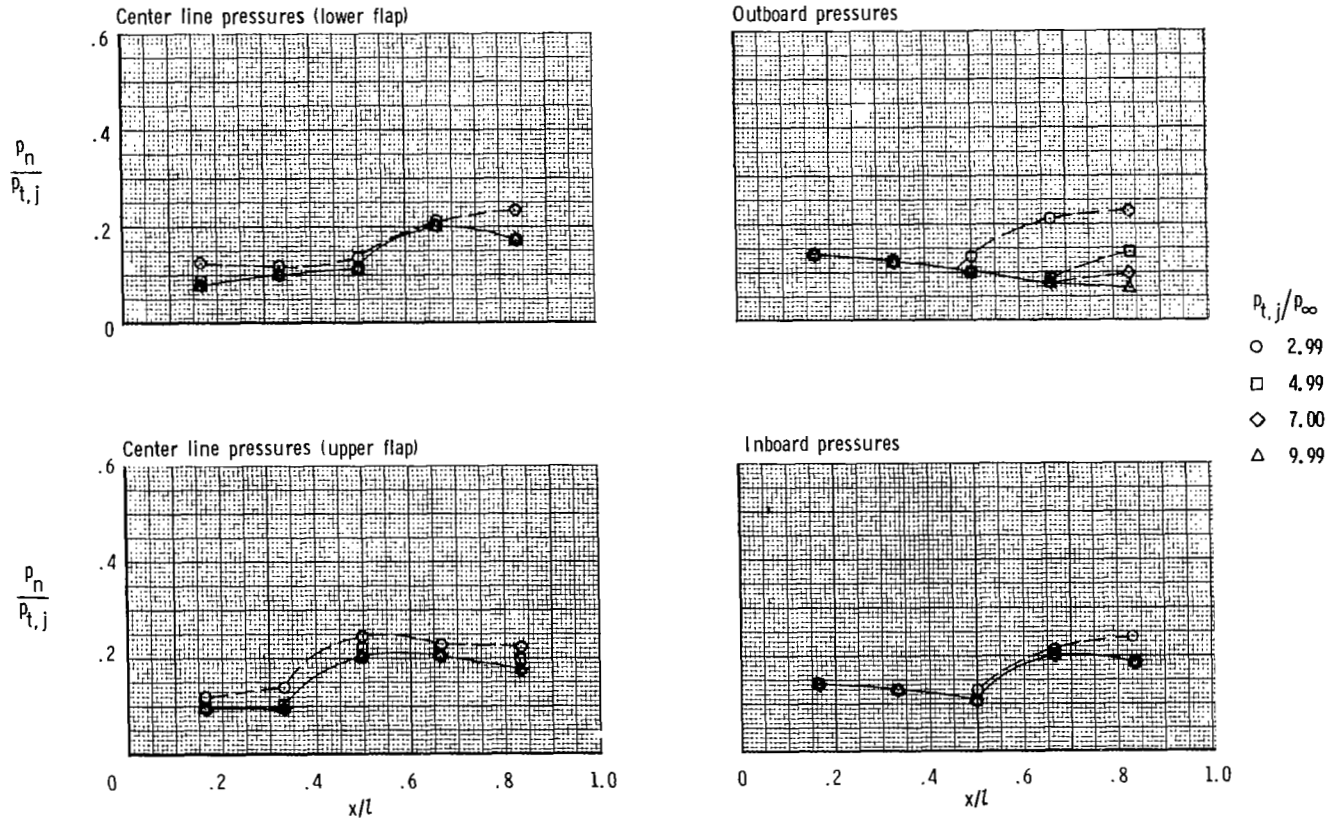 Center line pressures (lower flap)
.6
.4
.2
0
p_n
p_t,j
Outboard pressures
p_t,j/p_∞
○ 2.99
□ 4.99
◇ 7.00
△ 9.99
Center line pressures (upper flap)
.6
.4
.2
p_n
p_t,j
0 .2 .4 .6 .8 1.0
x/l
Inboard pressures
0 .2 .4 .6 .8 1.0
x/l